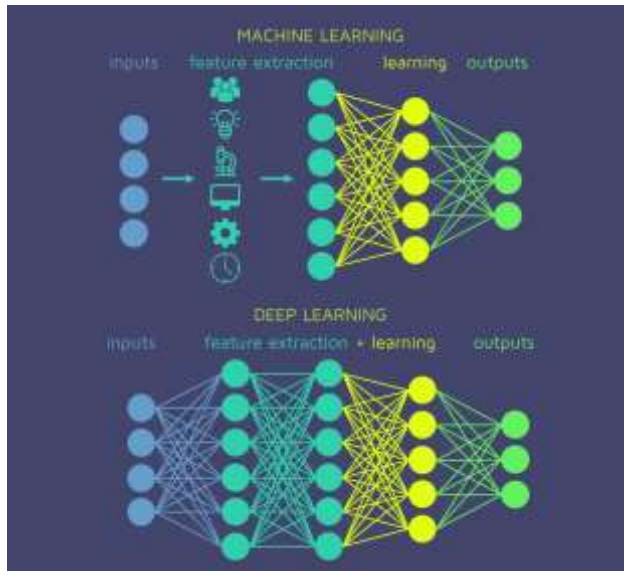 MACHINE LEARNING
inputs feature extraction learning outputs
DEEP LEARNING
inputs feature extraction + learning outputs